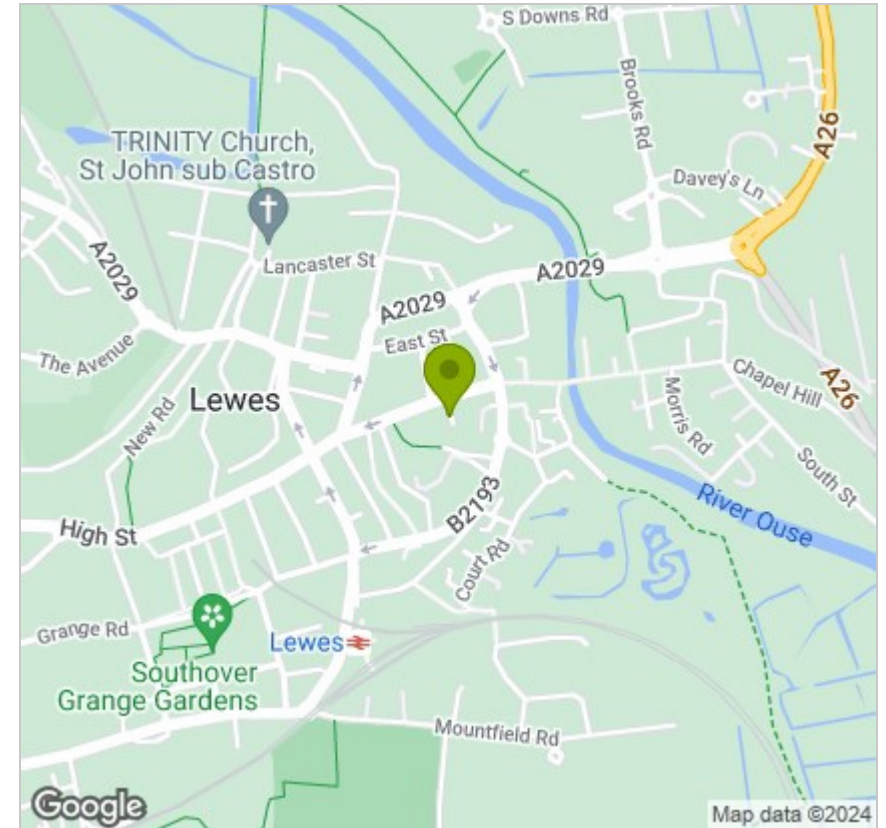 S Downs Rd
Brooks Rd
A26
TRINITY Church,
St John sub Castro
Davey's Ln
A2029
Lancaster St
A2029
A2029
East St
The Avenue
Lewes
New Rd
Chapel Hill
A26
Morris Rd
South St
High St
B2193
River Ouse
Court Rd
Grange Rd
Lewes
Southover
Grange Gardens
Mountfield Rd
Google
Map data ©2024